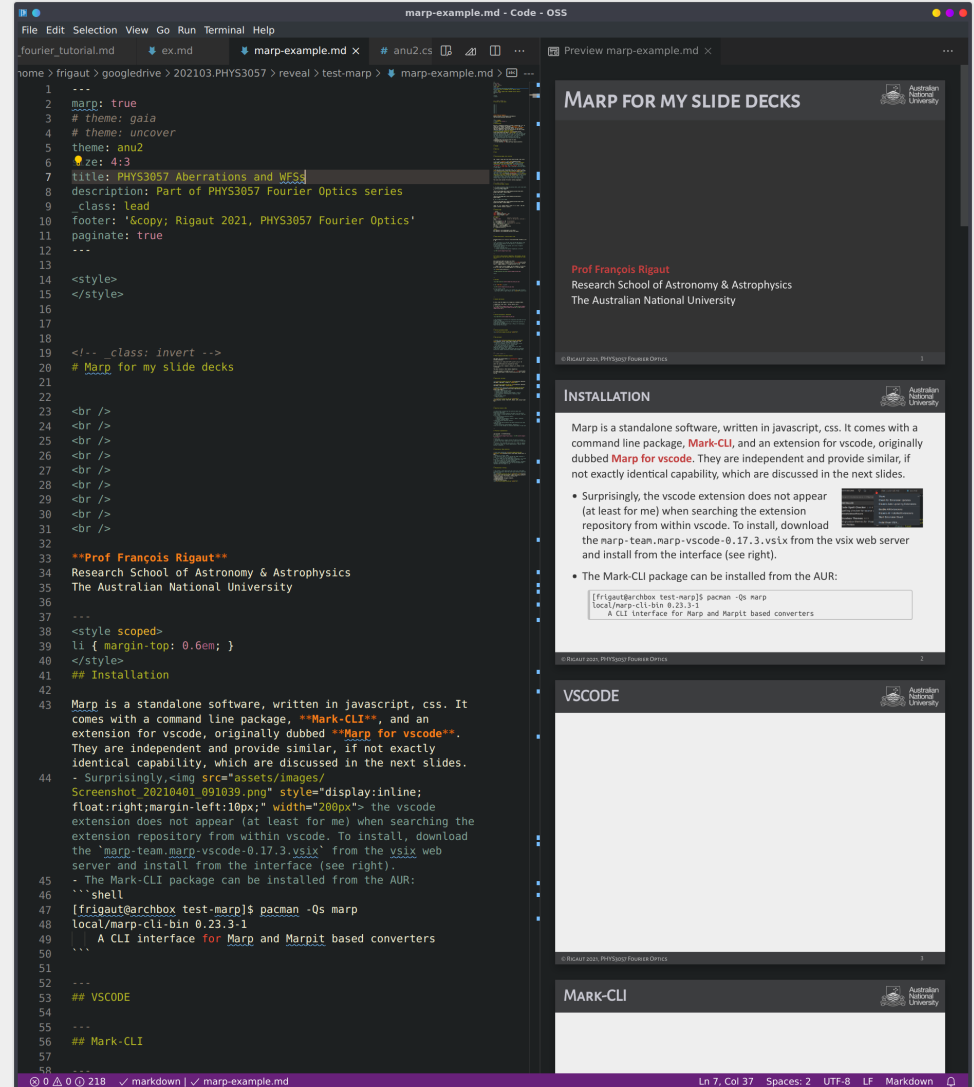 marp-example.md - Code - OSS
File Edit Selection View Go Run Terminal Help
_fourier_tutorial.md ex.md marp-example.md × # anu2.cs ···
ome > frigaut > googledrive > 202103.PHYS3057 > reveal > test-marp > marp-example.md >
1 ---
2 marp: true
3 # theme: gaia
4 # theme: uncover
5 theme: anu2
6 ze: 4:3
7 title: PHYS3057 Aberrations and WFSs
8 description: Part of PHYS3057 Fourier Optics series
9 _class: lead
10 footer: '&copy; Rigaut 2021, PHYS3057 Fourier Optics'
11 paginate: true
12 ---
13
14 <style>
15 </style>
16
17
18
19 <!-- _class: invert -->
20 # Marp for my slide decks
21
22
23 <br />
24 <br />
25 <br />
26 <br />
27 <br />
28 <br />
29 <br />
30 <br />
31 <br />
32
33 **Prof François Rigaut**
34 Research School of Astronomy & Astrophysics
35 The Australian National University
36
37 ---
38 <style scoped>
39 li { margin-top: 0.6em; }
40 </style>
41 ## Installation
42
43 Marp is a standalone software, written in javascript, css. It
comes with a command line package, **Mark-CLI**, and an
extension for vscode, originally dubbed **Marp for vscode**.
They are independent and provide similar, if not exactly
identical capability, which are discussed in the next slides.
44 - Surprisingly,<img src="assets/images/
Screenshot_20210401_091039.png" style="display:inline;
float:right;margin-left:10px;" width="200px"> the vscode
extension does not appear (at least for me) when searching the
extension repository from within vscode. To install, download
the `marp-team.marp-vscode-0.17.3.vsix` from the vsix web
server and install from the interface (see right).
45 - The Mark-CLI package can be installed from the AUR:
46 ```shell
47 [frigaut@archbox test-marp]$ pacman -Qs marp
48 local/marp-cli-bin 0.23.3-1
49 A CLI interface for Marp and Marpit based converters
50 ```
51
52 ---
53 ## VSCODE
54
55 ---
56 ## Mark-CLI
57
58 ---
Preview marp-example.md × ···
Marp for my slide decks
Australian
National
University
Prof François Rigaut
Research School of Astronomy & Astrophysics
The Australian National University
© Rigaut 2021, PHYS3057 Fourier Optics 1
Installation
Australian
National
University
Marp is a standalone software, written in javascript, css. It comes with a
command line package, Mark-CLI, and an extension for vscode, originally
dubbed Marp for vscode. They are independent and provide similar, if
not exactly identical capability, which are discussed in the next slides.
• Surprisingly, the vscode extension does not appear
(at least for me) when searching the extension
repository from within vscode. To install, download
the marp-team.marp-vscode-0.17.3.vsix from the vsix web server
and install from the interface (see right).
• The Mark-CLI package can be installed from the AUR:
[frigaut@archbox test-marp]$ pacman -Qs marp
local/marp-cli-bin 0.23.3-1
A CLI interface for Marp and Marpit based converters
© Rigaut 2021, PHYS3057 Fourier Optics 2
VSCODE
Australian
National
University
© Rigaut 2021, PHYS3057 Fourier Optics 3
Mark-CLI
Australian
National
University
0 0 218 ✓ markdown | ✓ marp-example.md Ln 7, Col 37 Spaces: 2 UTF-8 LF Markdown